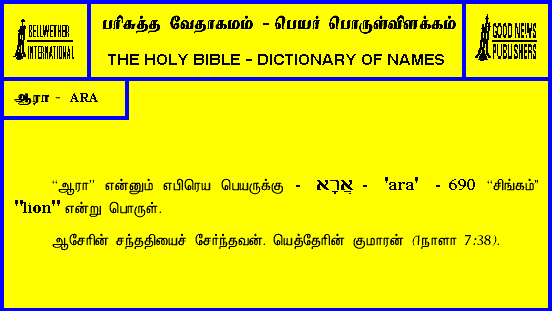 BELLWETHER
INTERNATIONAL
பரிசுத்த வேதாகமம் - பெயர் பொருள்விளக்கம்
THE HOLY BIBLE - DICTIONARY OF NAMES
GOOD NEWS
PUBLISHERS
ஆரா - ARA
“ஆரா” என்னும் எபிரெய பெயருக்கு - אֲרָא - 'ara' - 690 “சிங்கம்”
"lion" என்று பொருள்.
ஆசேரின் சந்ததியைச் சேர்ந்தவன். யெத்தேரின் குமாரன் (1நாளா 7:38).